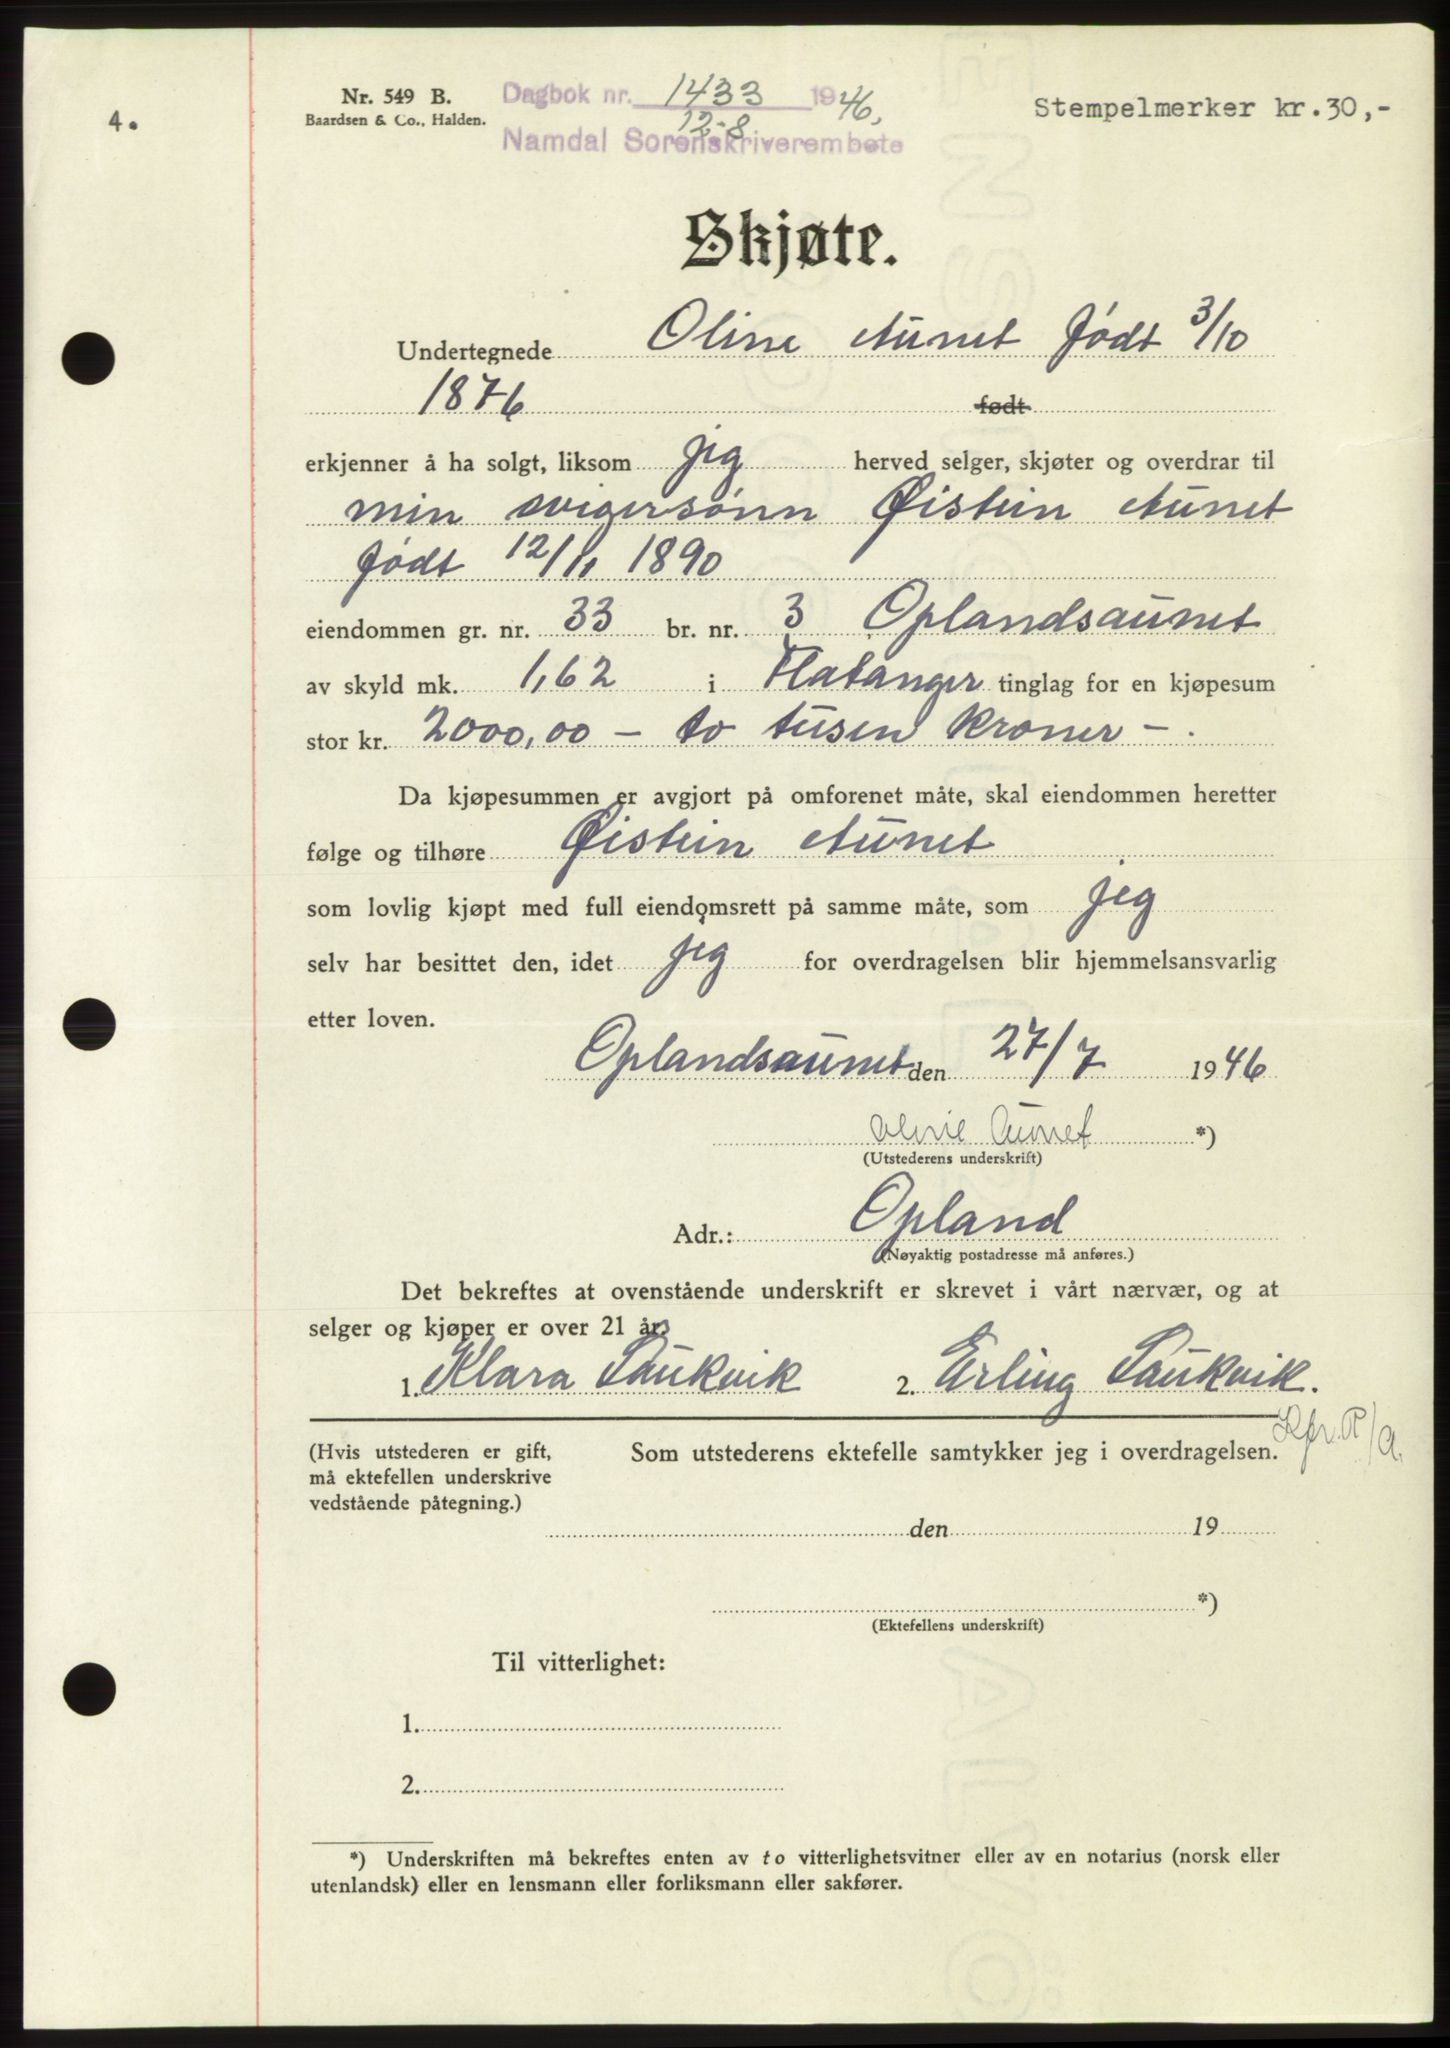 4.
Nr. 549 B.
Baardsen & Co., Halden.
Dagbok nr. 1433 1946.
12-8
Namdal Sorenskriverembete
Stempelmerker kr.30,-
Skjøte.
Undertegnede Oline Aunet født 3/10
1876 født
erkjenner å ha solgt, liksom jeg herved selger, skjøter og overdrar til
min svigersønn Øistein Aunet
født 12/11 1890
eiendommen gr. nr. 33 br. nr. 3 Oplandsaunet
av skyld mk. 1,62 i Flatanger tinglag for en kjøpesum
stor kr. 2000,00 – to tusen kroner – .
Da kjøpesummen er avgjort på omforenet måte, skal eiendommen heretter
følge og tilhøre Øistein Aunet
som lovlig kjøpt med full eiendomsrett på samme måte, som jeg
selv har besittet den, idet jeg for overdragelsen blir hjemmelsansvarlig
etter loven.
Oplandsaunet den 27/7 1946
Oline Aunet *)
(Utstederens underskrift)
Adr.: Opland
(Nøyaktig postadresse må anføres.)
Det bekreftes at ovenstående underskrift er skrevet i vårt nærvær, og at
selger og kjøper er over 21 år.
1. Klara Laukvik 2. Erling Laukvik.
Kfr. P/A.
(Hvis utstederen er gift,
må ektefellen underskrive
vedstående påtegning.)
Som utstederens ektefelle samtykker jeg i overdragelsen.
den 19
*)
(Ektefellens underskrift)
Til vitterlighet:
1.
2.
*) Underskriften må bekreftes enten av to vitterlighetsvitner eller av en notarius (norsk eller
utenlandsk) eller en lensmann eller forliksmann eller sakfører.